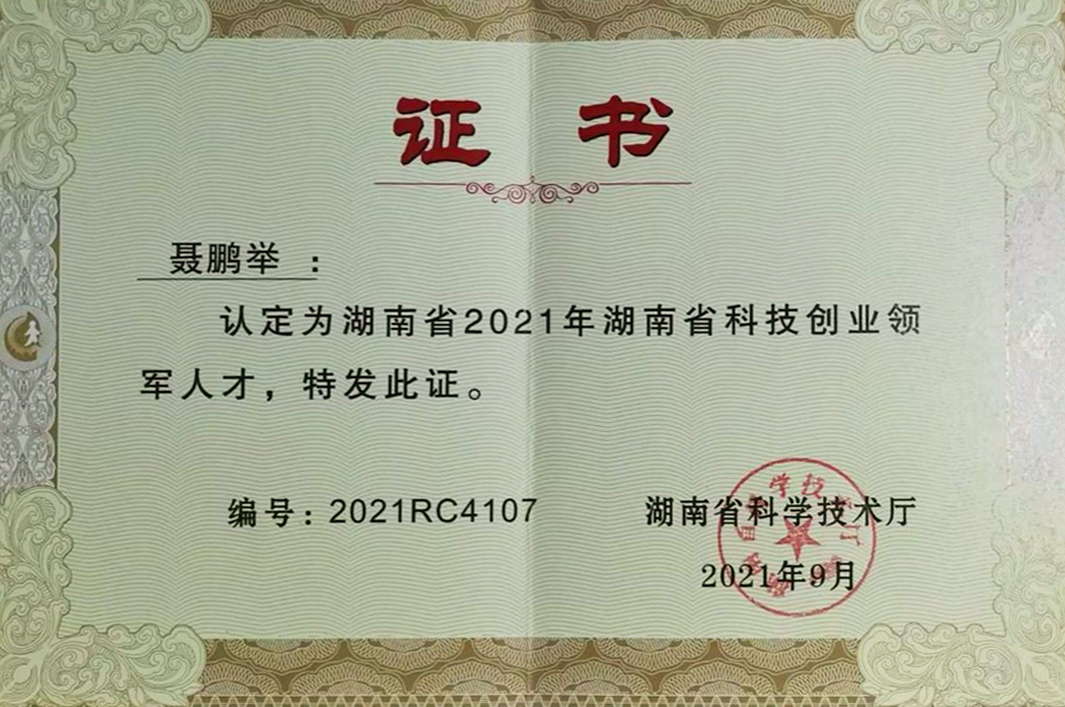 证 书
聂鹏举 :
认定为湖南省2021年湖南省科技创业领
军人才，特发此证。
编号: 2021RC4107
湖南省科学技术厅
2021年9月